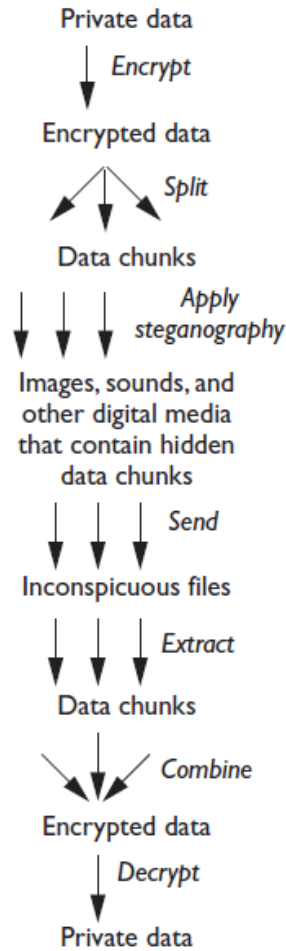 Private data
Encrypt
Encrypted data
Split
Data chunks
Apply
steganography
Images, sounds, and
other digital media
that contain hidden
data chunks
Send
Inconspicuous files
Extract
Data chunks
Combine
Encrypted data
Decrypt
Private data